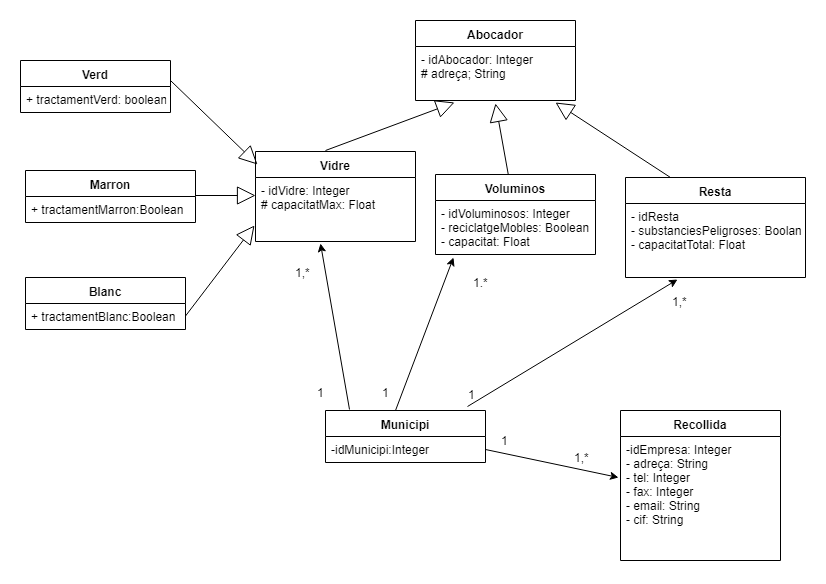 Abocador
- idAbocador: Integer
# adreça; String
Verd
+ tractamentVerd: boolean
Marron
+ tractamentMarron:Boolean
Blanc
+ tractamentBlanc:Boolean
Vidre
- idVidre: Integer
# capacitatMax: Float
Voluminos
- idVoluminosos: Integer
- reciclatgeMobles: Boolean
- capacitat: Float
Resta
- idResta
- substanciesPeligroses: Boolan
- capacitatTotal: Float
1,*
1.*
1,*
1
1
1
Municipi
-idMunicipi:Integer
1
1,*
Recollida
-idEmpresa: Integer
- adreça: String
- tel: Integer
- fax: Integer
- email: String
- cif: String